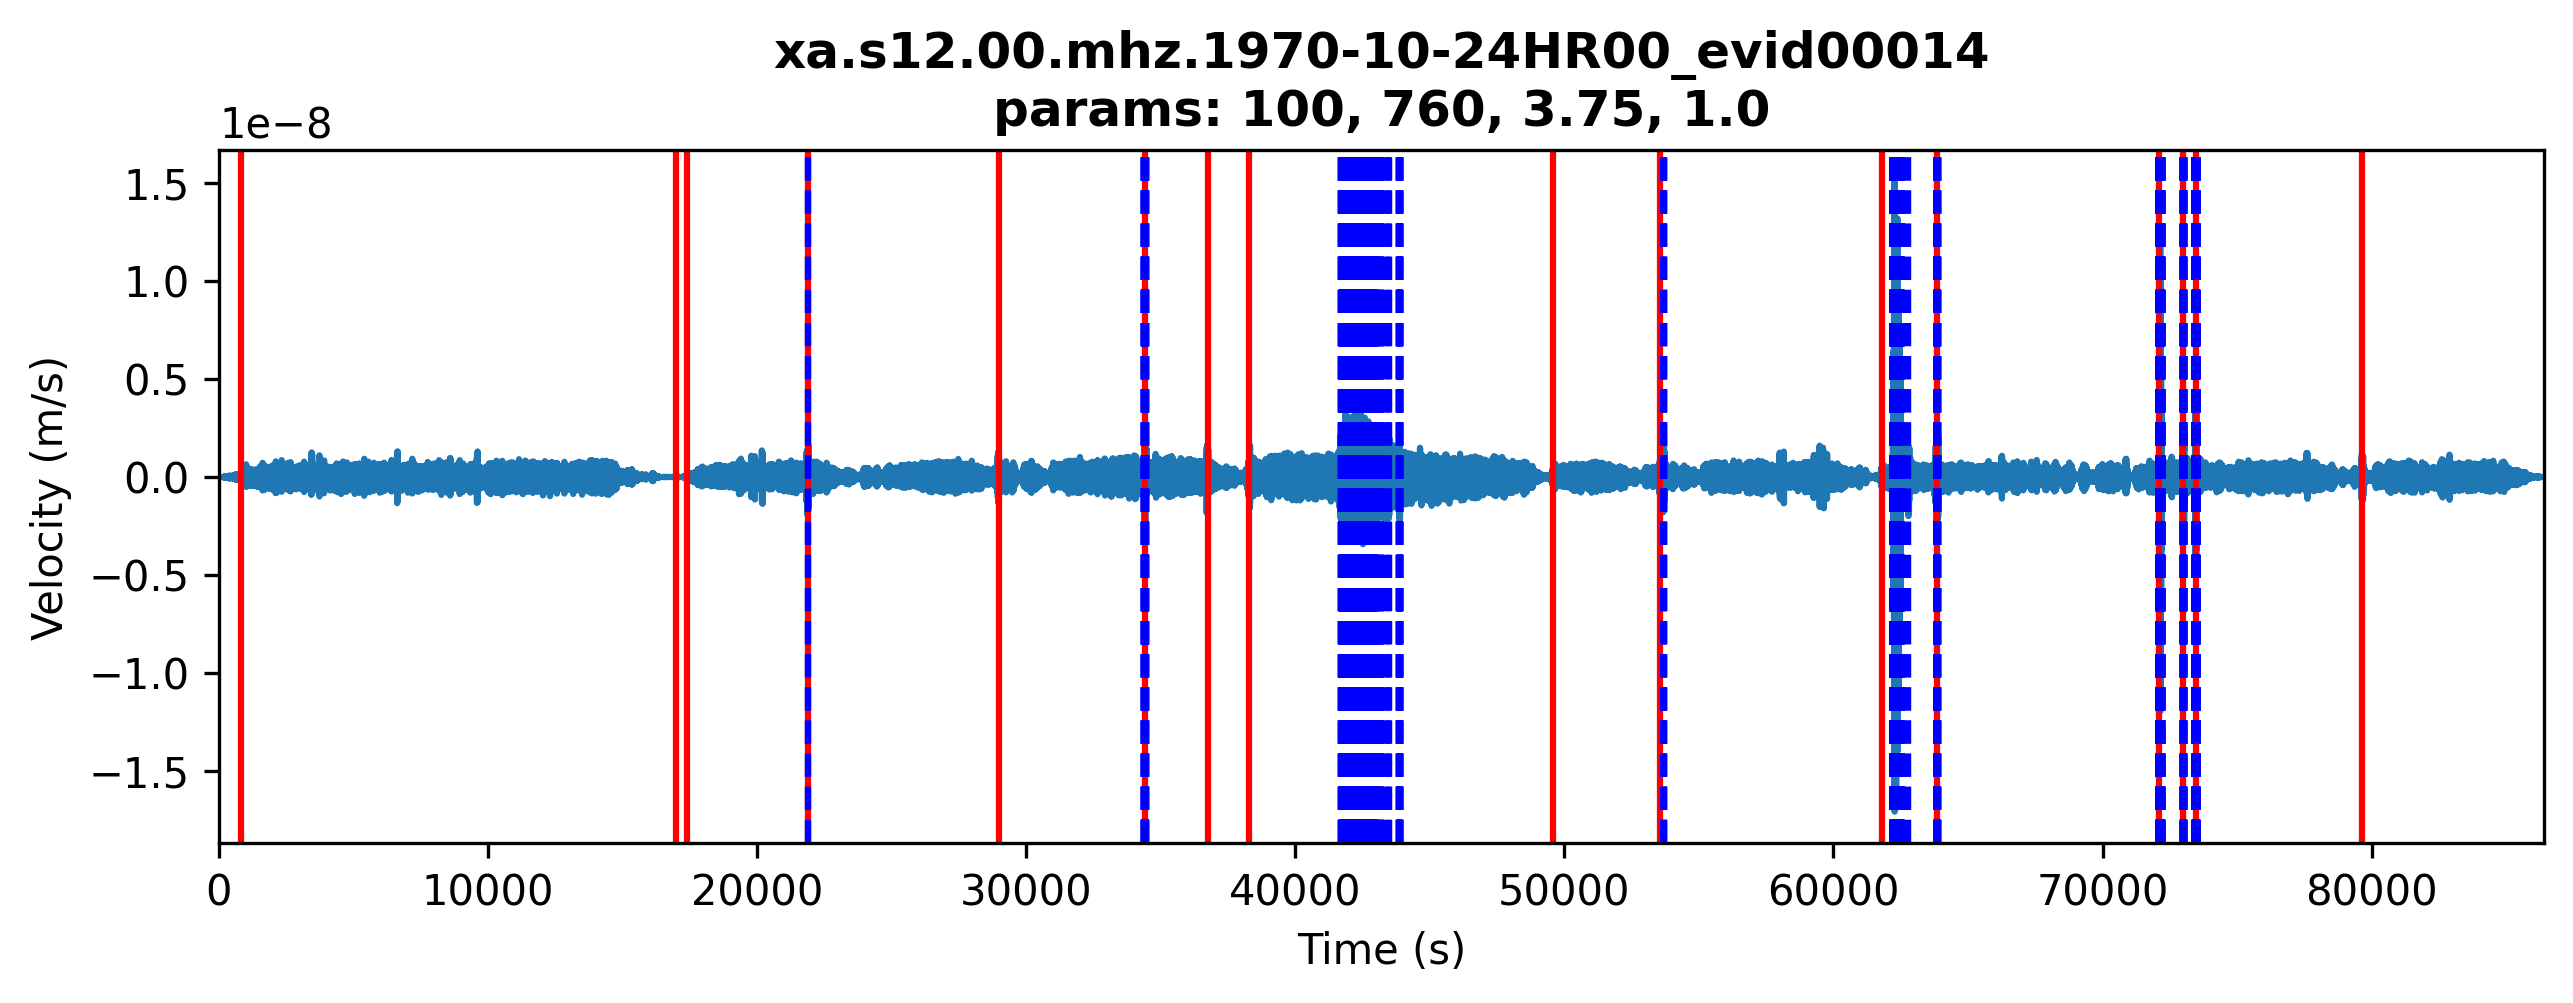 xa.s12.00.mhz.1970-10-24HR00_evid00014
params: 100, 760, 3.75, 1.0
1e−8
1.5
1.0
0.5
0.0
−0.5
−1.0
−1.5
Velocity (m/s)
0 10000 20000 30000 40000 50000 60000 70000 80000
Time (s)